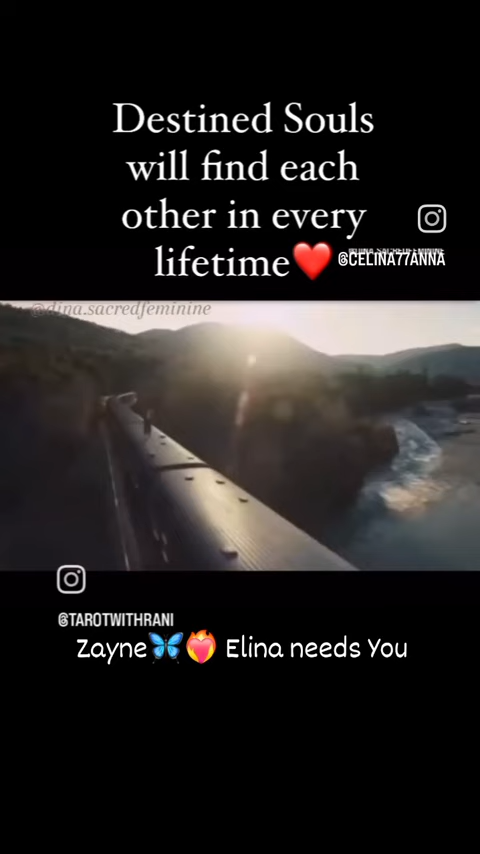 Destined Souls
will find each
other in every
lifetime❤️
@CELINA77ANNA
@dina.sacredfeminine
@TAROTWITHRANI
Zayne🦋❤️‍🔥 Elina needs You